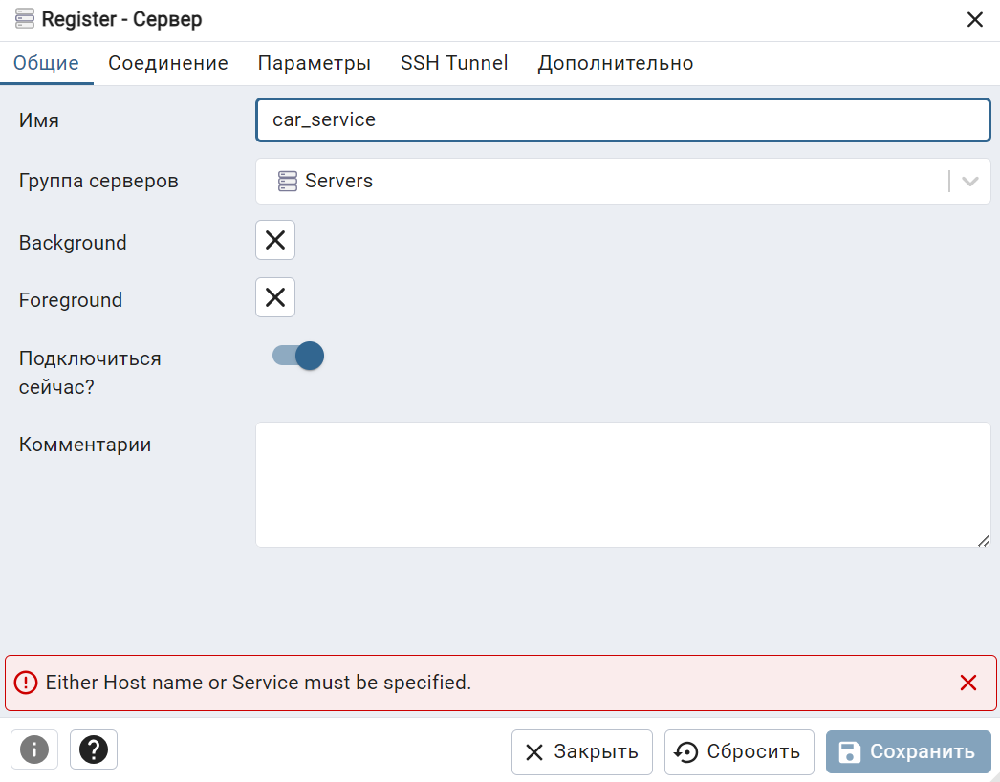 Register - Сервер
Общие Соединение Параметры SSH Tunnel Дополнительно
Имя car_service
Группа серверов Servers
Background
Foreground
Подключиться
сейчас?
Комментарии
Either Host name or Service must be specified.
Закрыть Сбросить Сохранить